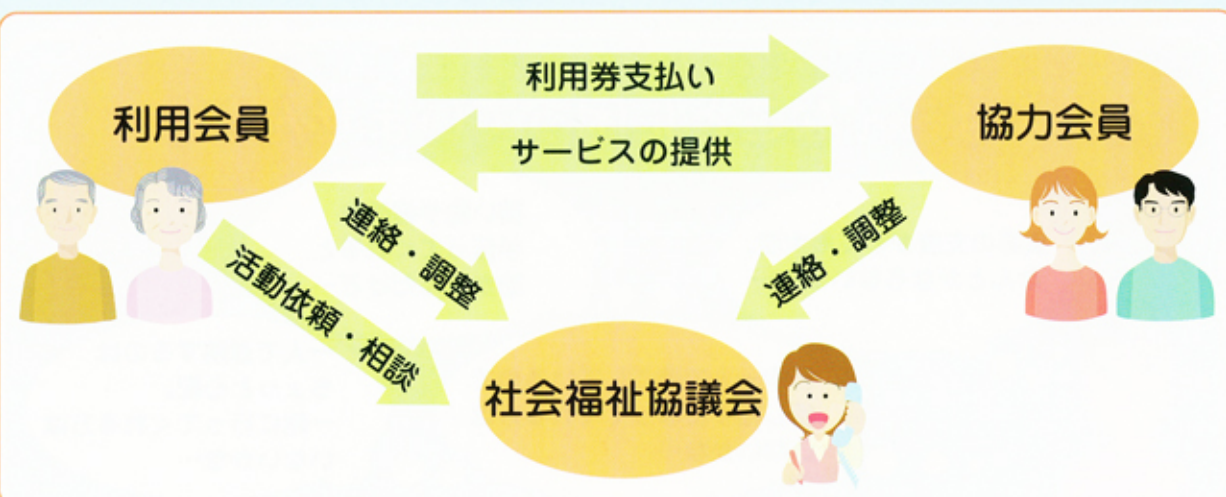 利用会員
利用券支払い
サービスの提供
協力会員
連絡・調整
活動依頼・相談
連絡・調整
社会福祉協議会